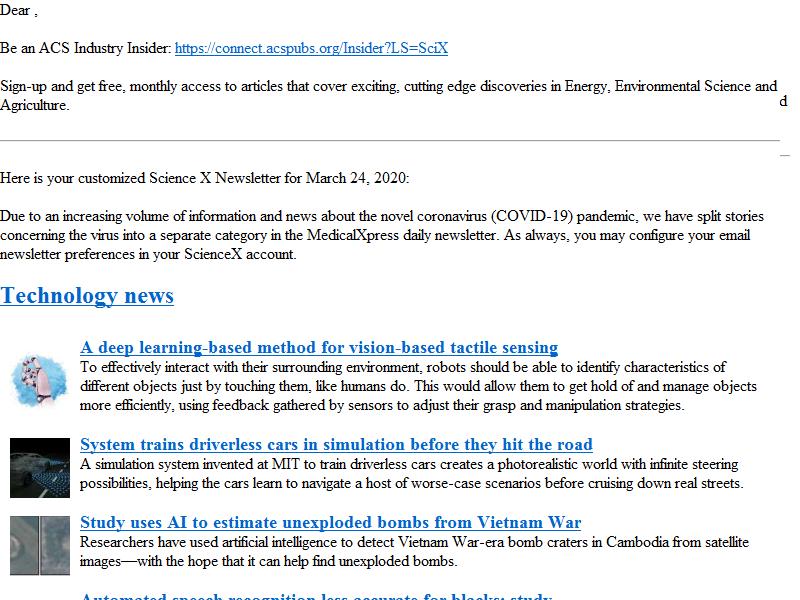 Dear ,
Be an ACS Industry Insider: https://connect.acspubs.org/Insider?LS=SciX
Sign-up and get free, monthly access to articles that cover exciting, cutting edge discoveries in Energy, Environmental Science and
Agriculture.
d
Here is your customized Science X Newsletter for March 24, 2020:
Due to an increasing volume of information and news about the novel coronavirus (COVID-19) pandemic, we have split stories
concerning the virus into a separate category in the MedicalXpress daily newsletter. As always, you may configure your email
newsletter preferences in your ScienceX account.
Technology news
A deep learning-based method for vision-based tactile sensing
To effectively interact with their surrounding environment, robots should be able to identify characteristics of
different objects just by touching them, like humans do. This would allow them to get hold of and manage objects
more efficiently, using feedback gathered by sensors to adjust their grasp and manipulation strategies.
System trains driverless cars in simulation before they hit the road
A simulation system invented at MIT to train driverless cars creates a photorealistic world with infinite steering
possibilities, helping the cars learn to navigate a host of worse-case scenarios before cruising down real streets.
Study uses AI to estimate unexploded bombs from Vietnam War
Researchers have used artificial intelligence to detect Vietnam War-era bomb craters in Cambodia from satellite
images—with the hope that it can help find unexploded bombs.
Automated speech recognition less accurate for blacks: study